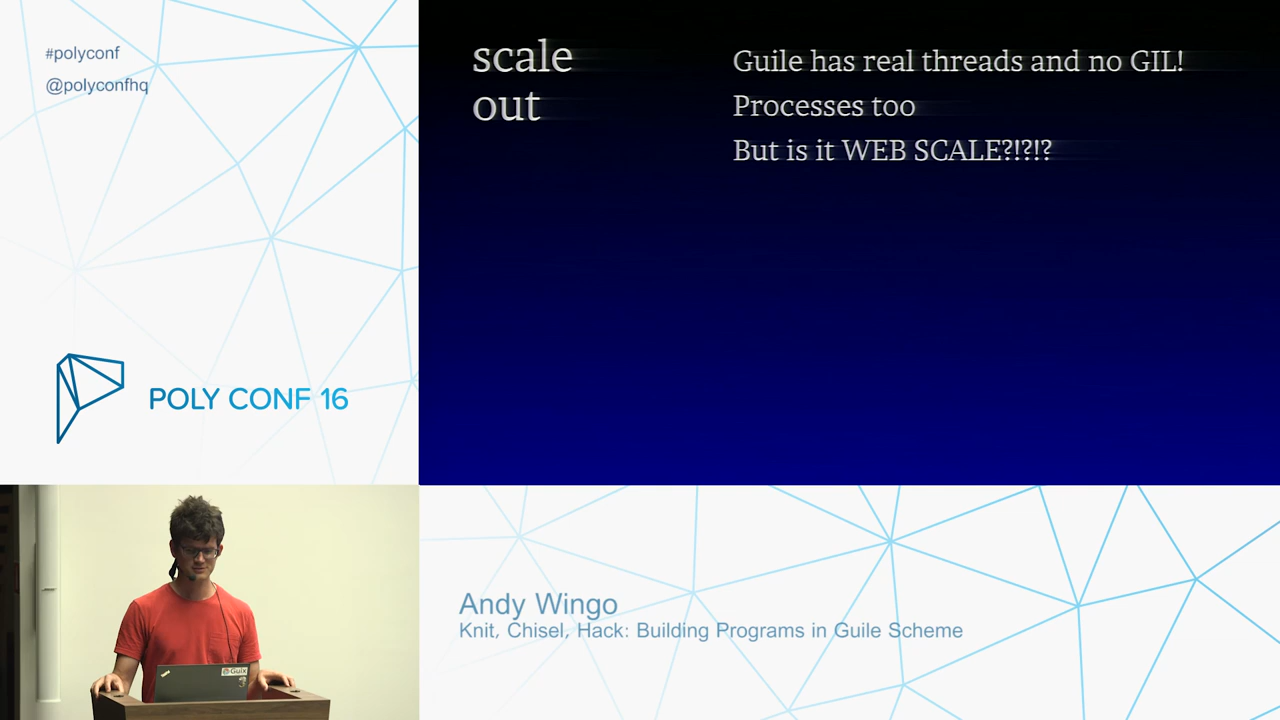 #polyconf
@polyconfhq
POLY CONF 16
scale
out
Guile has real threads and no GIL!
Processes too
But is it WEB SCALE?!?!?
Andy Wingo
Knit, Chisel, Hack: Building Programs in Guile Scheme
Guix